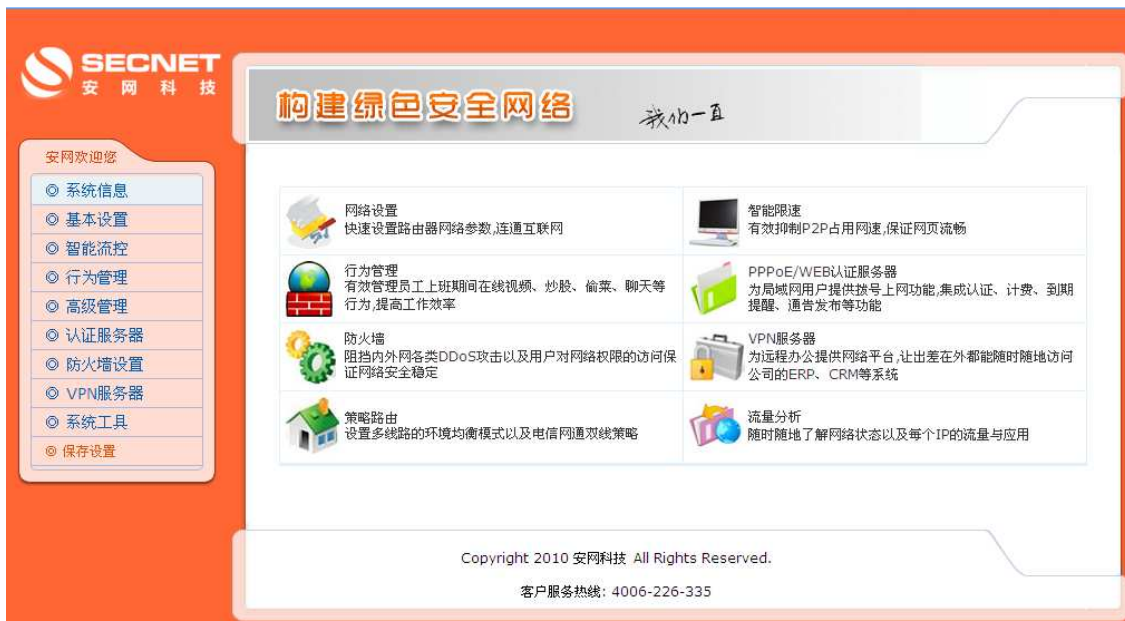 SECNET
安网科技
构建绿色安全网络
我们一直
安网欢迎您
◎ 系统信息
◎ 基本设置
◎ 智能流控
◎ 行为管理
◎ 高级管理
◎ 认证服务器
◎ 防火墙设置
◎ VPN服务器
◎ 系统工具
◎ 保存设置
网络设置
快速设置路由器网络参数,连通互联网
智能限速
有效抑制P2P占用网速,保证网页流畅
行为管理
有效管理员工上班期间在线视频、炒股、偷菜、聊天等
行为,提高工作效率
PPPoE/WEB认证服务器
为局域网用户提供拨号上网功能,集成认证、计费、到期
提醒、通告发布等功能
防火墙
阻挡内外网各类DDoS攻击以及用户对网络权限的访问保
证网络安全稳定
VPN服务器
为远程办公提供网络平台,让出差在外都能随时随地访问
公司的ERP、CRM等系统
策略路由
设置多线路的环境均衡模式以及电信网通双线策略
流量分析
随时随地了解网络状态以及每个IP的流量与应用
Copyright 2010 安网科技 All Rights Reserved.
客户服务热线: 4006-226-335